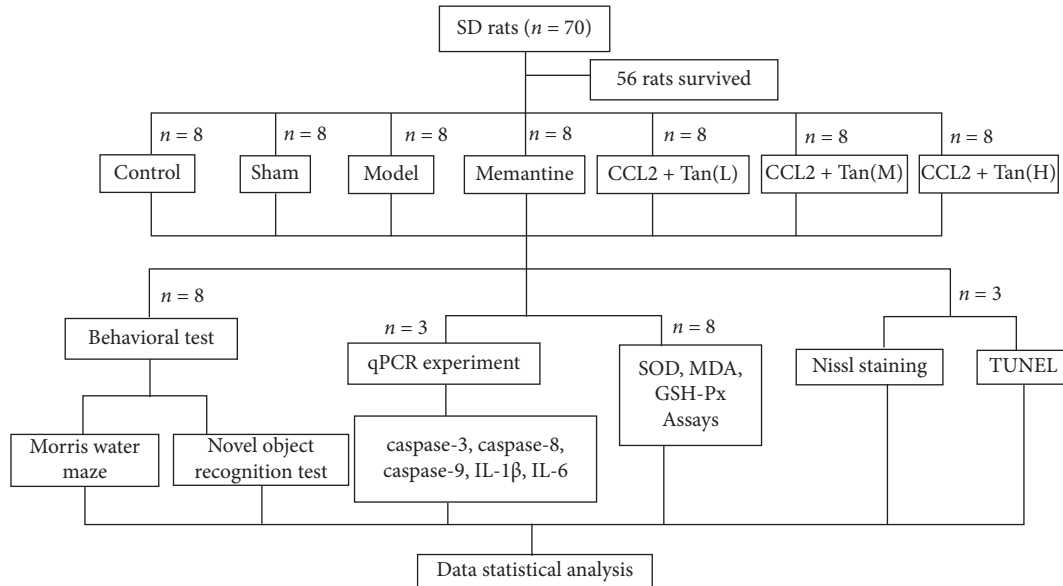 SD rats (n = 70)
56 rats survived
n = 8
n = 8
n = 8
n = 8
n = 8
n = 8
n = 8
Control
Sham
Model
Memantine
CCL2 + Tan(L)
CCL2 + Tan(M)
CCL2 + Tan(H)
n = 8
n = 3
Behavioral test
n = 3
n = 8
qPCR experiment
SOD, MDA,
GSH-Px
Assays
Nissl staining
TUNEL
Morris water
maze
Novel object
recognition test
caspase-3, caspase-8,
caspase-9, IL-1β, IL-6
Data statistical analysis